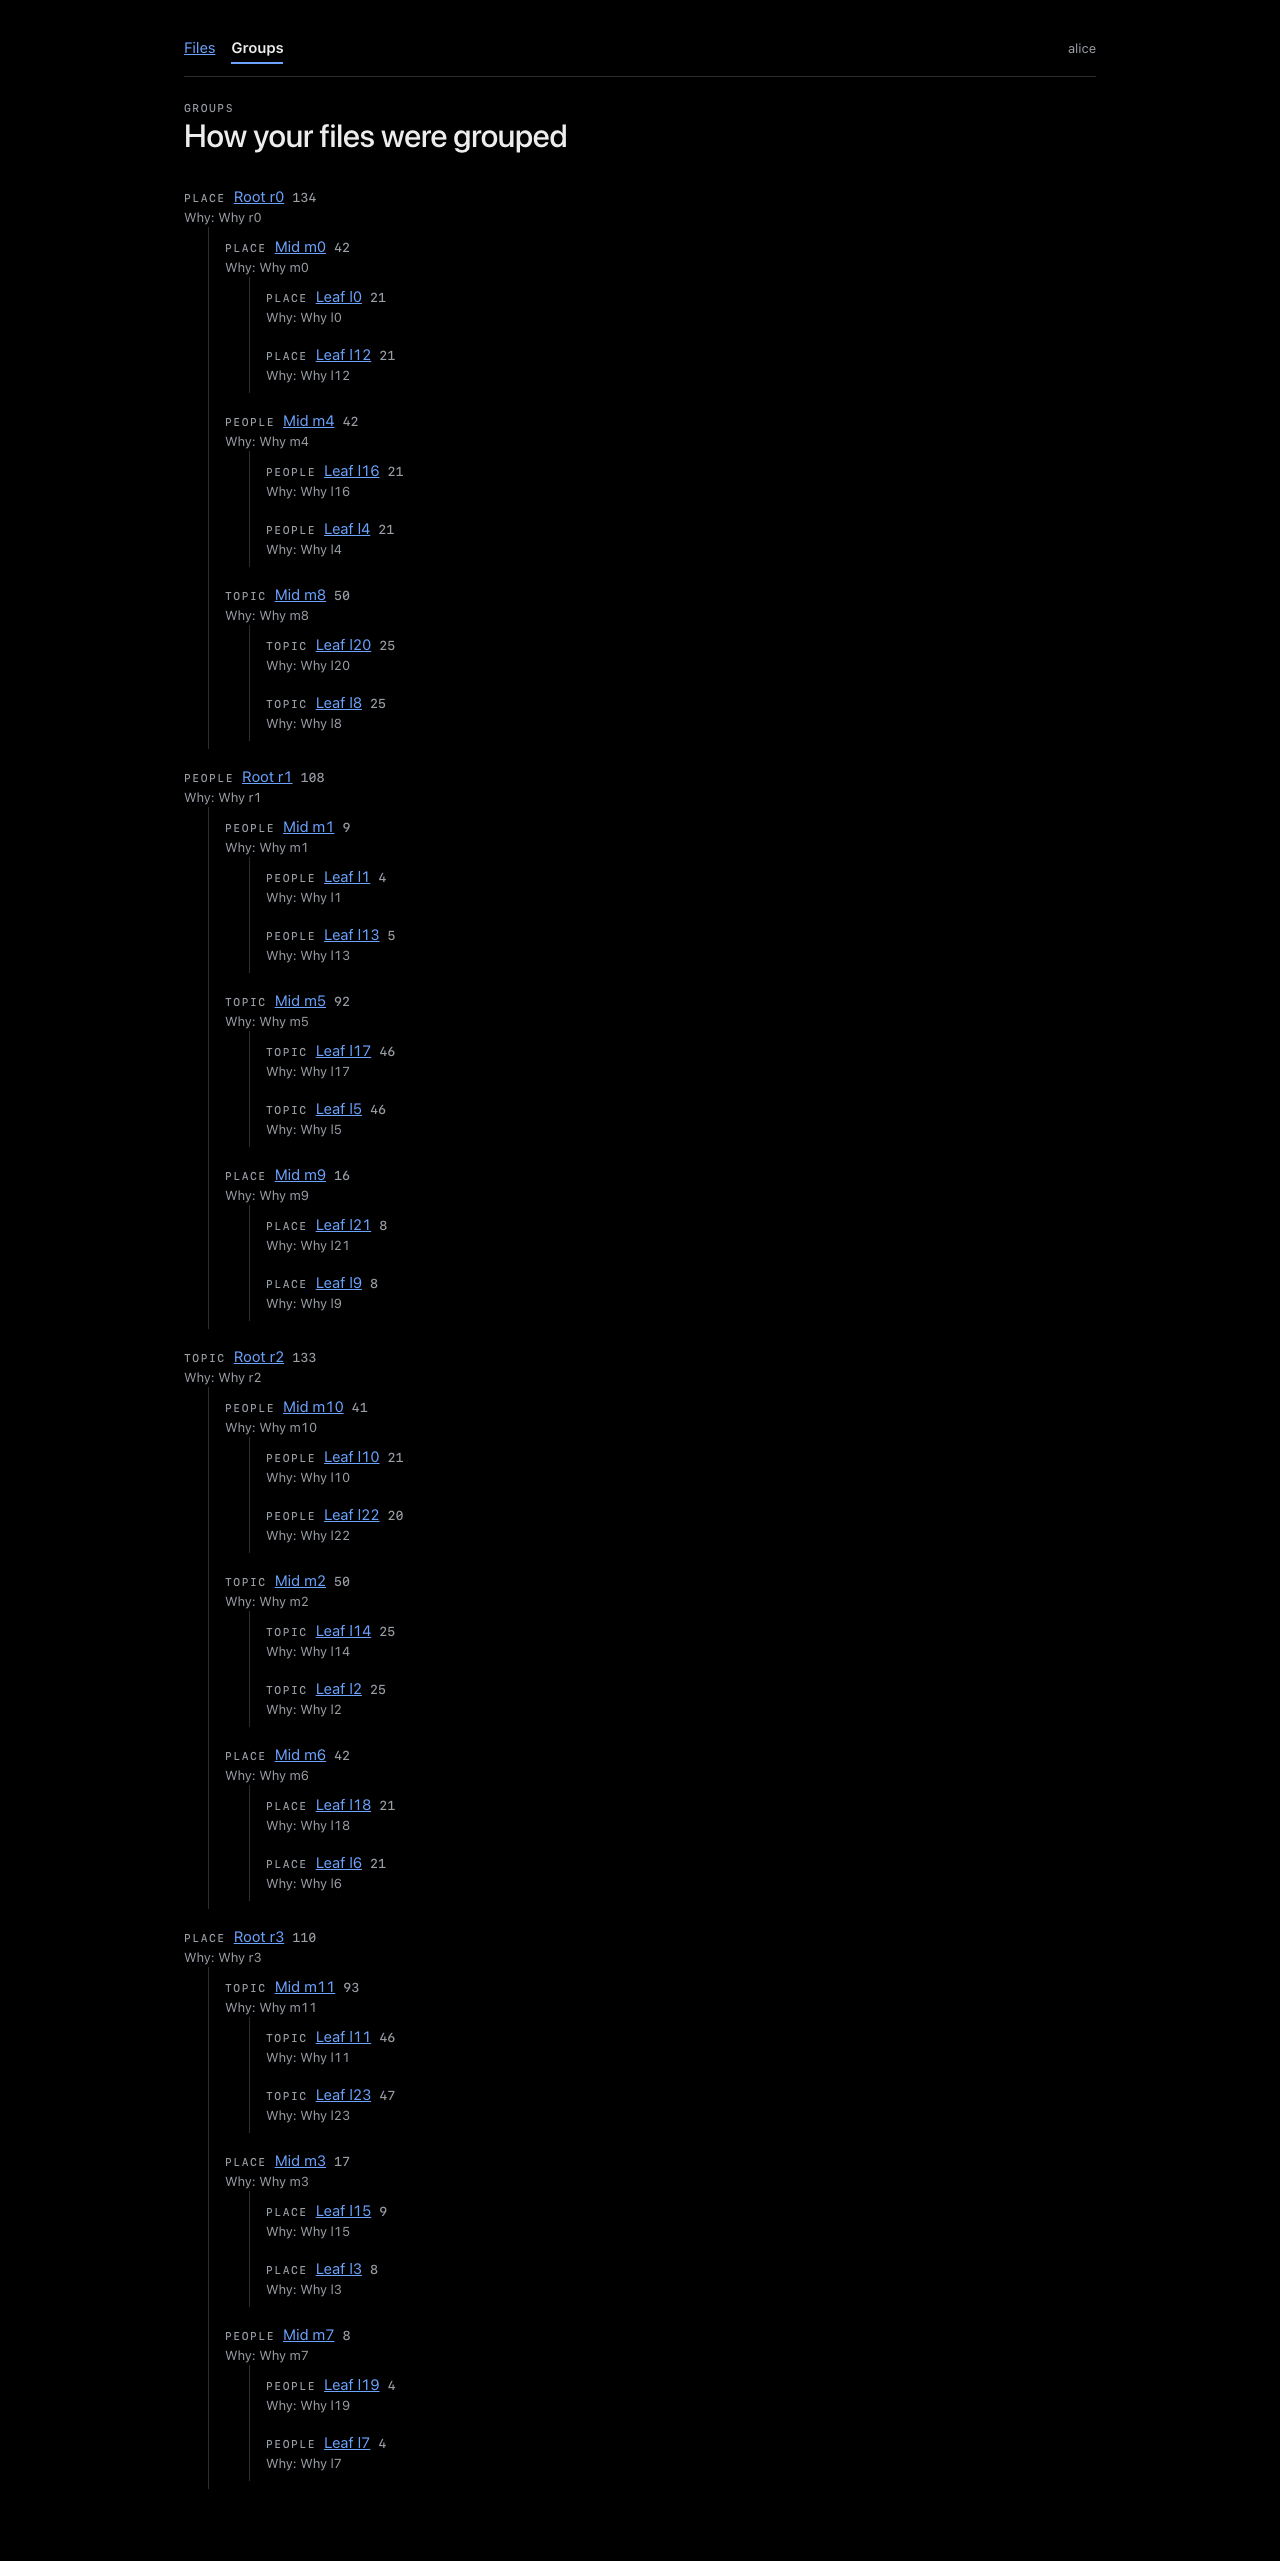 Files Groups alice
GROUPS
How your files were grouped
PLACE Root r0 134
Why: Why r0
PLACE Mid m0 42
Why: Why m0
PLACE Leaf l0 21
Why: Why l0
PLACE Leaf l12 21
Why: Why l12
PEOPLE Mid m4 42
Why: Why m4
PEOPLE Leaf l16 21
Why: Why l16
PEOPLE Leaf l4 21
Why: Why l4
TOPIC Mid m8 50
Why: Why m8
TOPIC Leaf l20 25
Why: Why l20
TOPIC Leaf l8 25
Why: Why l8
PEOPLE Root r1 108
Why: Why r1
PEOPLE Mid m1 9
Why: Why m1
PEOPLE Leaf l1 4
Why: Why l1
PEOPLE Leaf l13 5
Why: Why l13
TOPIC Mid m5 92
Why: Why m5
TOPIC Leaf l17 46
Why: Why l17
TOPIC Leaf l5 46
Why: Why l5
PLACE Mid m9 16
Why: Why m9
PLACE Leaf l21 8
Why: Why l21
PLACE Leaf l9 8
Why: Why l9
TOPIC Root r2 133
Why: Why r2
PEOPLE Mid m10 41
Why: Why m10
PEOPLE Leaf l10 21
Why: Why l10
PEOPLE Leaf l22 20
Why: Why l22
TOPIC Mid m2 50
Why: Why m2
TOPIC Leaf l14 25
Why: Why l14
TOPIC Leaf l2 25
Why: Why l2
PLACE Mid m6 42
Why: Why m6
PLACE Leaf l18 21
Why: Why l18
PLACE Leaf l6 21
Why: Why l6
PLACE Root r3 110
Why: Why r3
TOPIC Mid m11 93
Why: Why m11
TOPIC Leaf l11 46
Why: Why l11
TOPIC Leaf l23 47
Why: Why l23
PLACE Mid m3 17
Why: Why m3
PLACE Leaf l15 9
Why: Why l15
PLACE Leaf l3 8
Why: Why l3
PEOPLE Mid m7 8
Why: Why m7
PEOPLE Leaf l19 4
Why: Why l19
PEOPLE Leaf l7 4
Why: Why l7